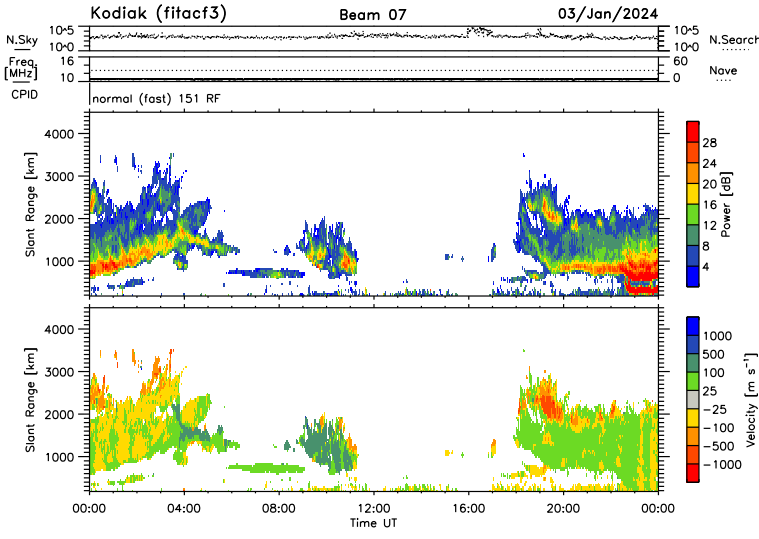 Kodiak (fitacf3) Beam 07 03/Jan/2024
N.Sky 10^5 10^0 10^5 10^0 N.Search
Freq. [MHz] 16 10 60 0 Nave
CPID normal (fast) 151 RF
Slant Range [km] 4000 3000 2000 1000
28 24 20 16 12 8 4 Power [dB]
Slant Range [km] 4000 3000 2000 1000
1000 500 100 25 -25 -100 -500 -1000 Velocity [m s^-1]
00:00 04:00 08:00 12:00 16:00 20:00 00:00
Time UT